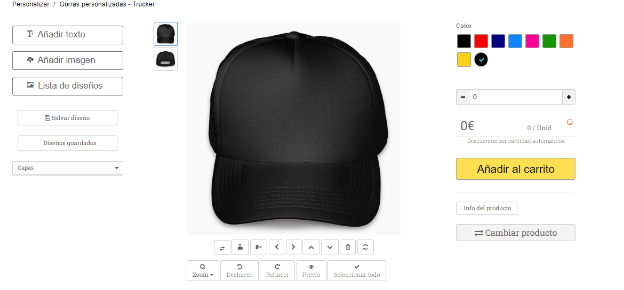 Personalizar / Gorras personalizadas - Trucker
Añadir texto
Añadir imagen
Lista de diseños
Salvar diseño
Diseños guardados
Capas
Zoom
Deshacer
Rehacer
Previo
Seleccionar todo
Color
0
0€
0 / Unid
Descuentos por cantidad automáticos
Añadir al carrito
Info del producto
Cambiar producto